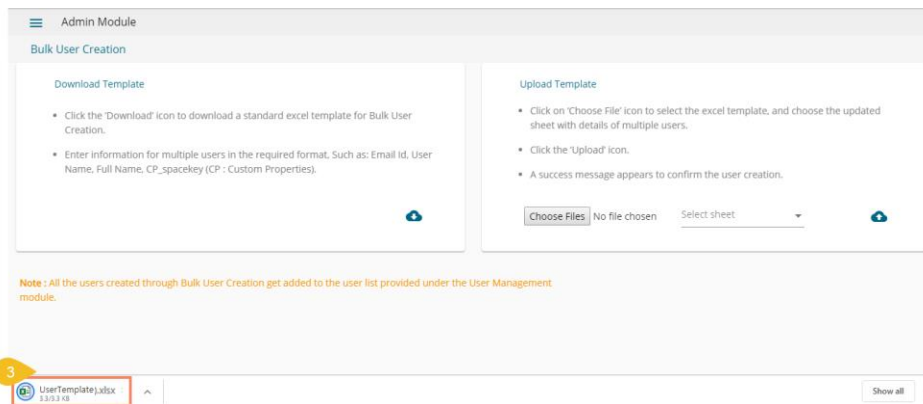 Admin Module
Bulk User Creation
Download Template
• Click the 'Download' icon to download a standard excel template for Bulk User
Creation.
• Enter information for multiple users in the required format, Such as: Email Id, User
Name, Full Name, CP_spacekey (CP : Custom Properties).
Upload Template
• Click on 'Choose File' icon to select the excel template, and choose the updated
sheet with details of multiple users.
• Click the 'Upload' icon.
• A success message appears to confirm the user creation.
Choose Files No file chosen Select sheet
Note : All the users created through Bulk User Creation get added to the user list provided under the User Management
module.
3
UserTemplate).xlsx
3.3/3.3 KB
Show all